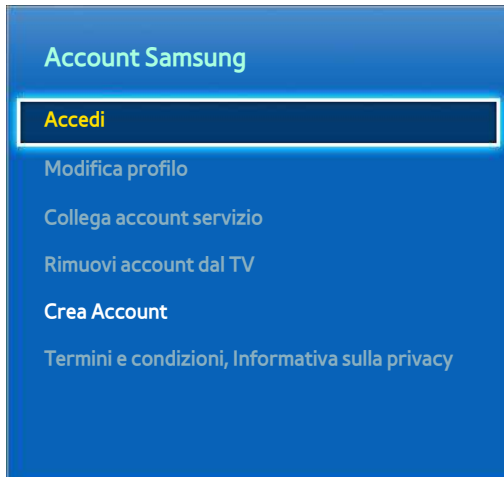 Account Samsung
Accedi
Modifica profilo
Collega account servizio
Rimuovi account dal TV
Crea Account
Termini e condizioni, Informativa sulla privacy